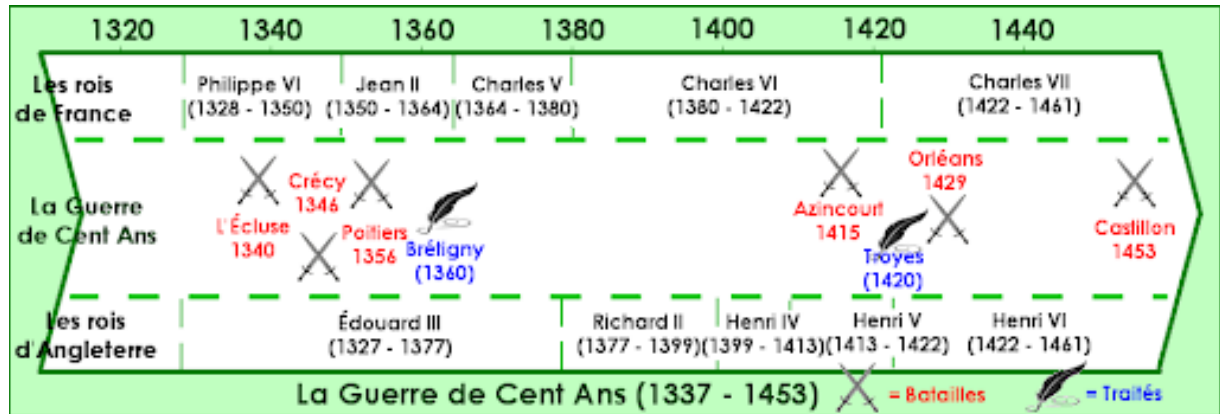 1320 1340 1360 1380 1400 1420 1440
Les rois
de France
Philippe VI
(1328 - 1350)
Jean II
(1350 - 1364)
Charles V
(1364 - 1380)
Charles VI
(1380 - 1422)
Charles VII
(1422 - 1461)
La Guerre
de Cent Ans
L'Écluse
1340
Crécy
1346
Poitiers
1356
Brétigny
(1360)
Azincourt
1415
Troyes
(1420)
Orléans
1429
Castillon
1453
Les rois
d'Angleterre
Édouard III
(1327 - 1377)
Richard II
(1377 - 1399)
Henri IV
(1399 - 1413)
Henri V
(1413 - 1422)
Henri VI
(1422 - 1461)
La Guerre de Cent Ans (1337 - 1453)
= Batailles
= Traités